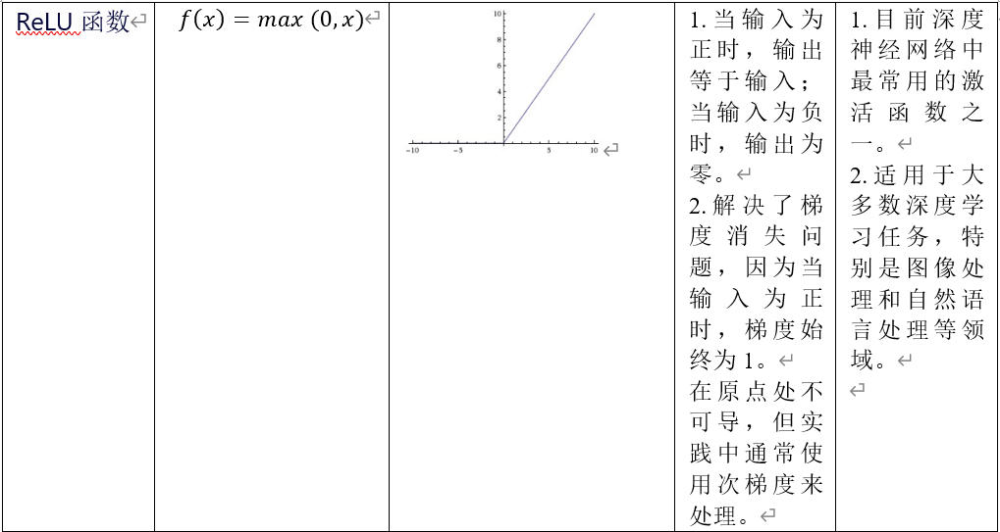 ReLU 函数
f(x) = max (0,x)
10
8
6
4
2
-10
-5
5
10
1.当输入为
正时，输出
等于输入；
当输入为负
时，输出为
零。
2.解决了梯
度消失问
题，因为当
输入为正
时，梯度始
终为1。
在原点处不
可导，但实
践中通常使
用次梯度来
处理。
1.目前深度
神经网络中
最常用的激
活函数之
一。
2.适用于大
多数深度学
习任务，特
别是图像处
理和自然语
言处理等领
域。